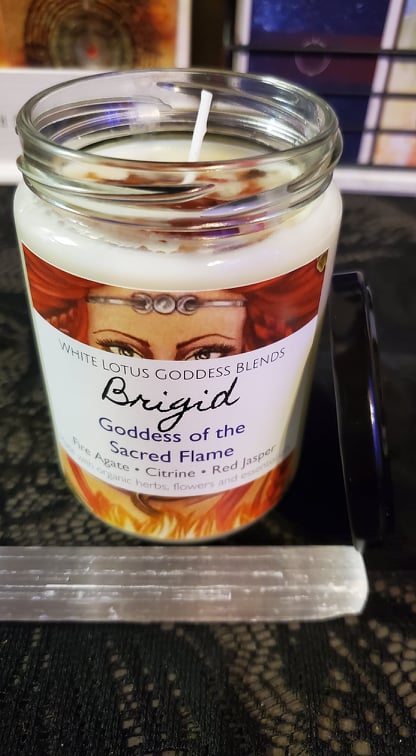 WHITE LOTUS GODDESS BLENDS
Brigid
Goddess of the
Sacred Flame
Fire Agate • Citrine • Red Jasper
with organic herbs, flowers and